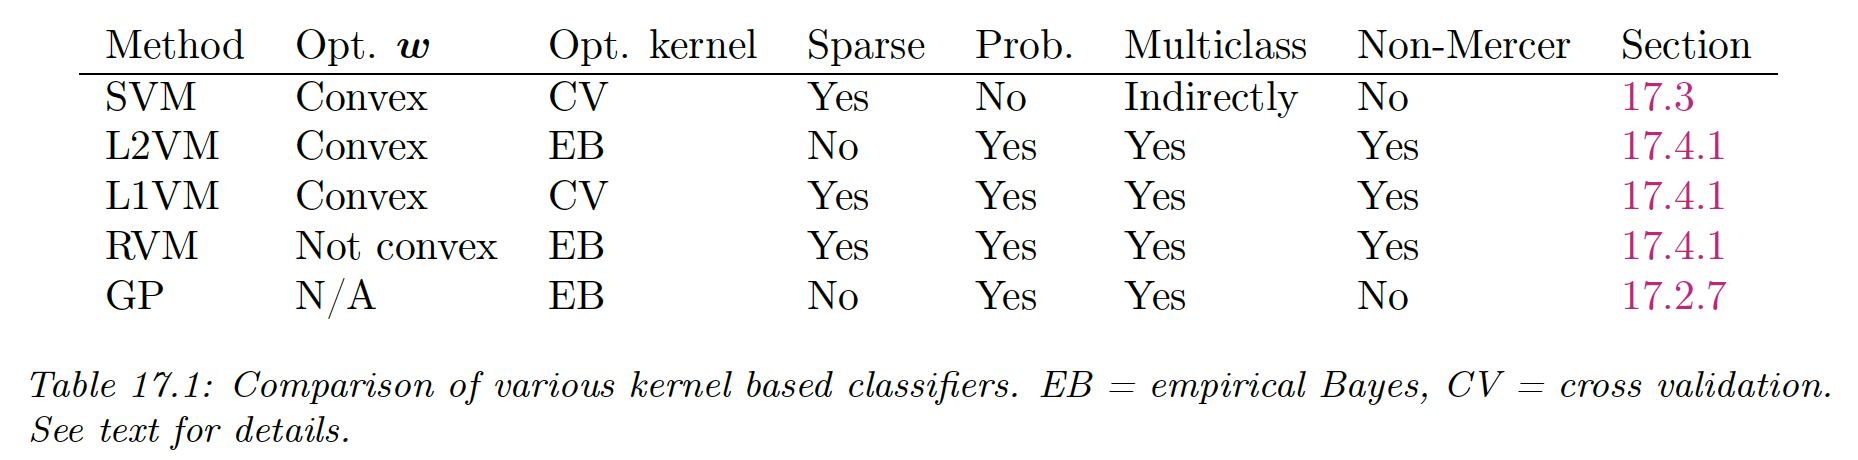 Method Opt. w Opt. kernel Sparse Prob. Multiclass Non-Mercer Section
SVM Convex CV Yes No Indirectly No 17.3
L2VM Convex EB No Yes Yes Yes 17.4.1
L1VM Convex CV Yes Yes Yes Yes 17.4.1
RVM Not convex EB Yes Yes Yes Yes 17.4.1
GP N/A EB No Yes Yes No 17.2.7
Table 17.1: Comparison of various kernel based classifiers. EB = empirical Bayes, CV = cross validation.
See text for details.